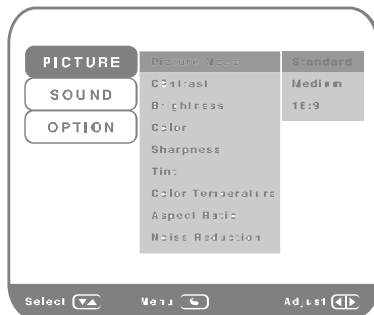 PICTURE
SOUND
OPTION
Picture Mode
Contrast
Brightness
Color
Sharpness
Tint
Color Temperature
Aspect Ratio
Noise Reduction
Standard
Medium
16:9
Select
Menu
Adjust